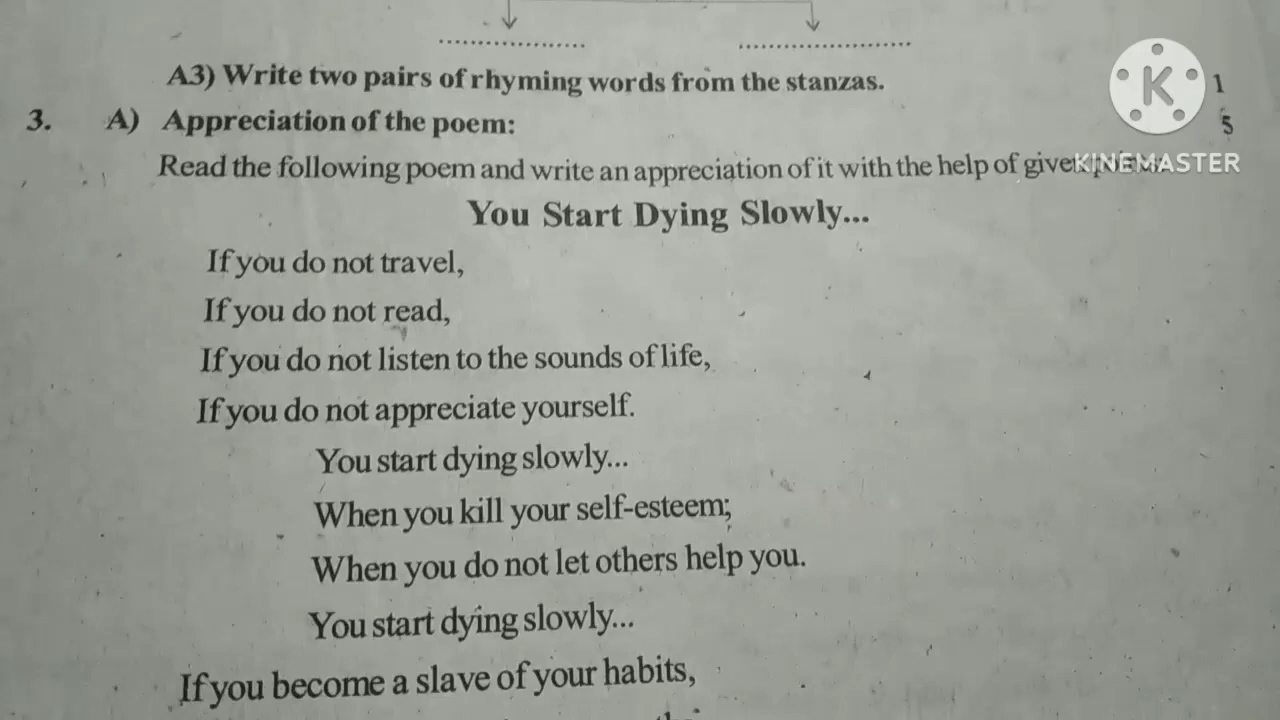 A3) Write two pairs of rhyming words from the stanzas. 1
3. A) Appreciation of the poem: 5
Read the following poem and write an appreciation of it with the help of give
K
KINEMASTER
You Start Dying Slowly...
If you do not travel,
If you do not read,
If you do not listen to the sounds of life,
If you do not appreciate yourself.
You start dying slowly...
When you kill your self-esteem;
When you do not let others help you.
You start dying slowly...
If you become a slave of your habits,